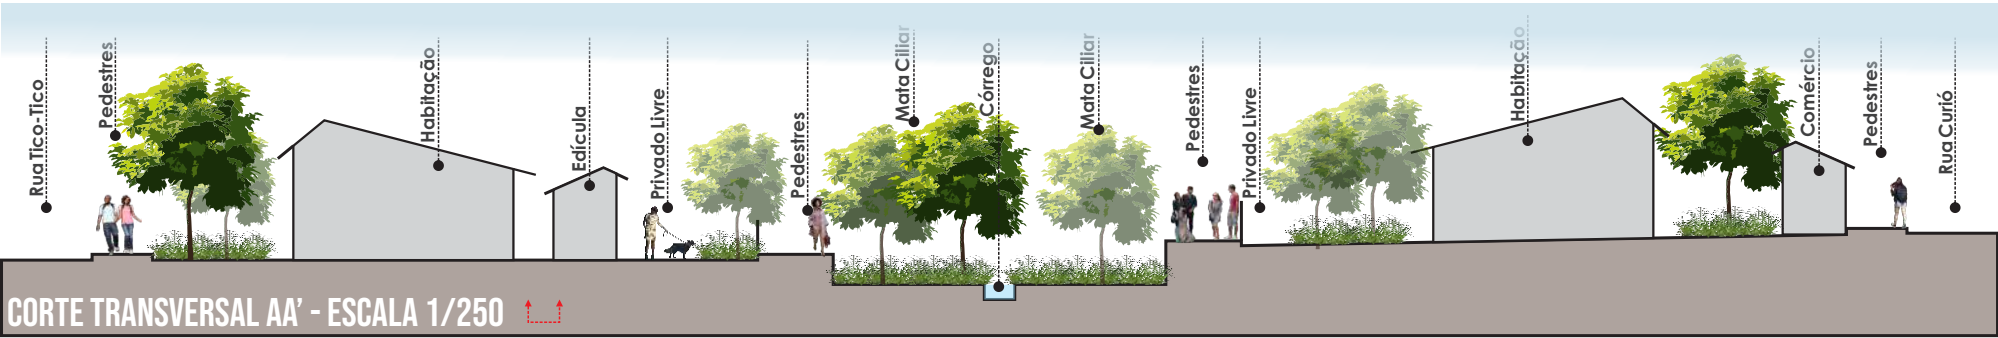 Rua Tico-Tico
Pedestres
Habitação
Edícula
Privado Livre
Pedestres
Mata Ciliar
Córrego
Mata Ciliar
Pedestres
Privado Livre
Habitação
Comércio
Pedestres
Rua Curió
CORTE TRANSVERSAL AA' - ESCALA 1/250